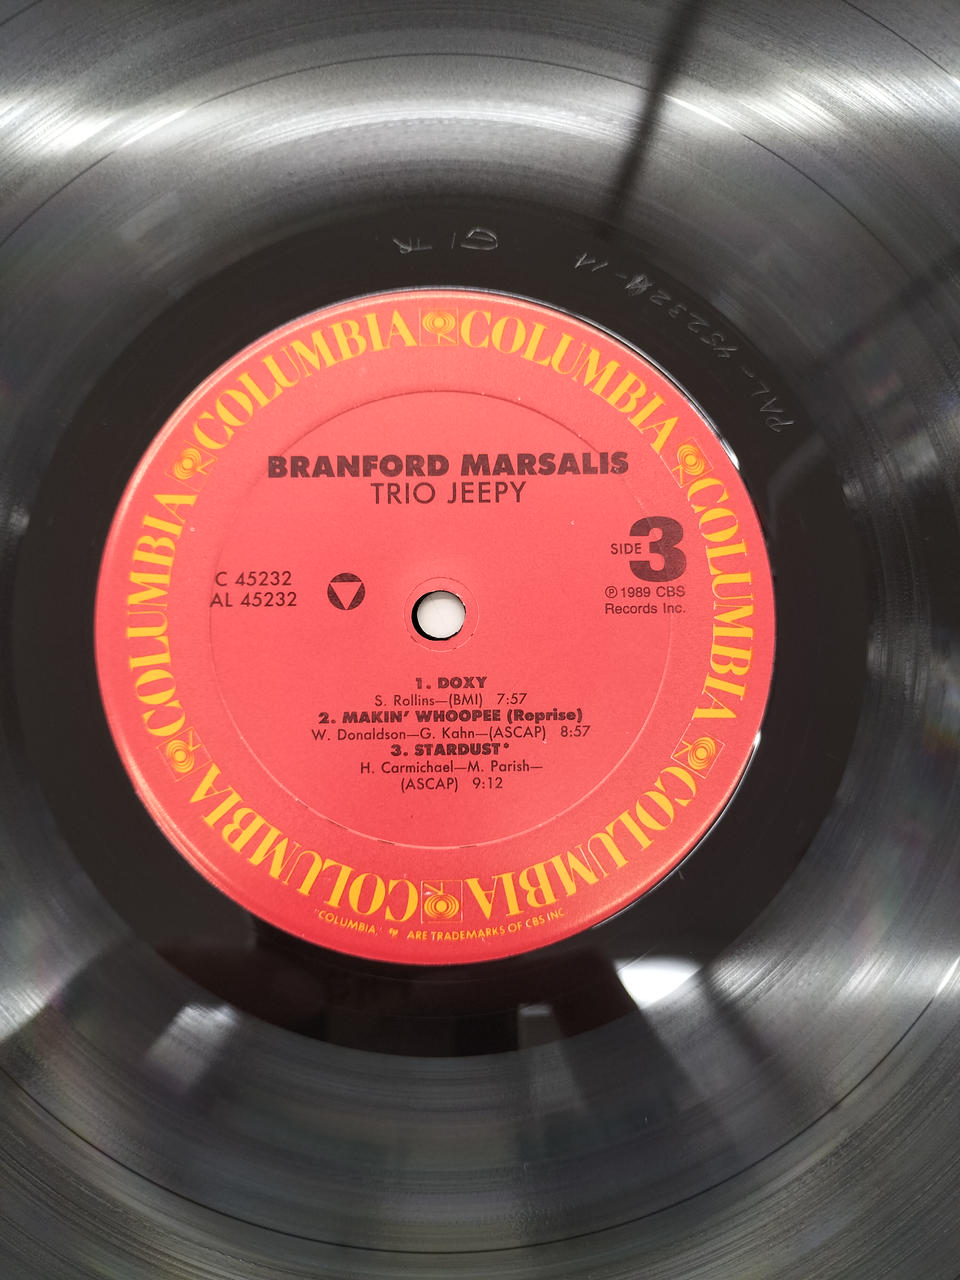 COLUMBIA COLUMBIA COLUMBIA COLUMBIA COLUMBIA COLUMBIA COLUMBIA COLUMBIA
BRANFORD MARSALIS
TRIO JEEPY
SIDE 3
C 45232
AL 45232
℗ 1989 CBS
Records Inc.
1. DOXY
S. Rollins—(BMI) 7:57
2. MAKIN' WHOOPEE (Reprise)
W. Donaldson—G. Kahn—(ASCAP) 8:57
3. STARDUST*
H. Carmichael—M. Parish—
(ASCAP) 9:12
"COLUMBIA," ARE TRADEMARKS OF CBS INC